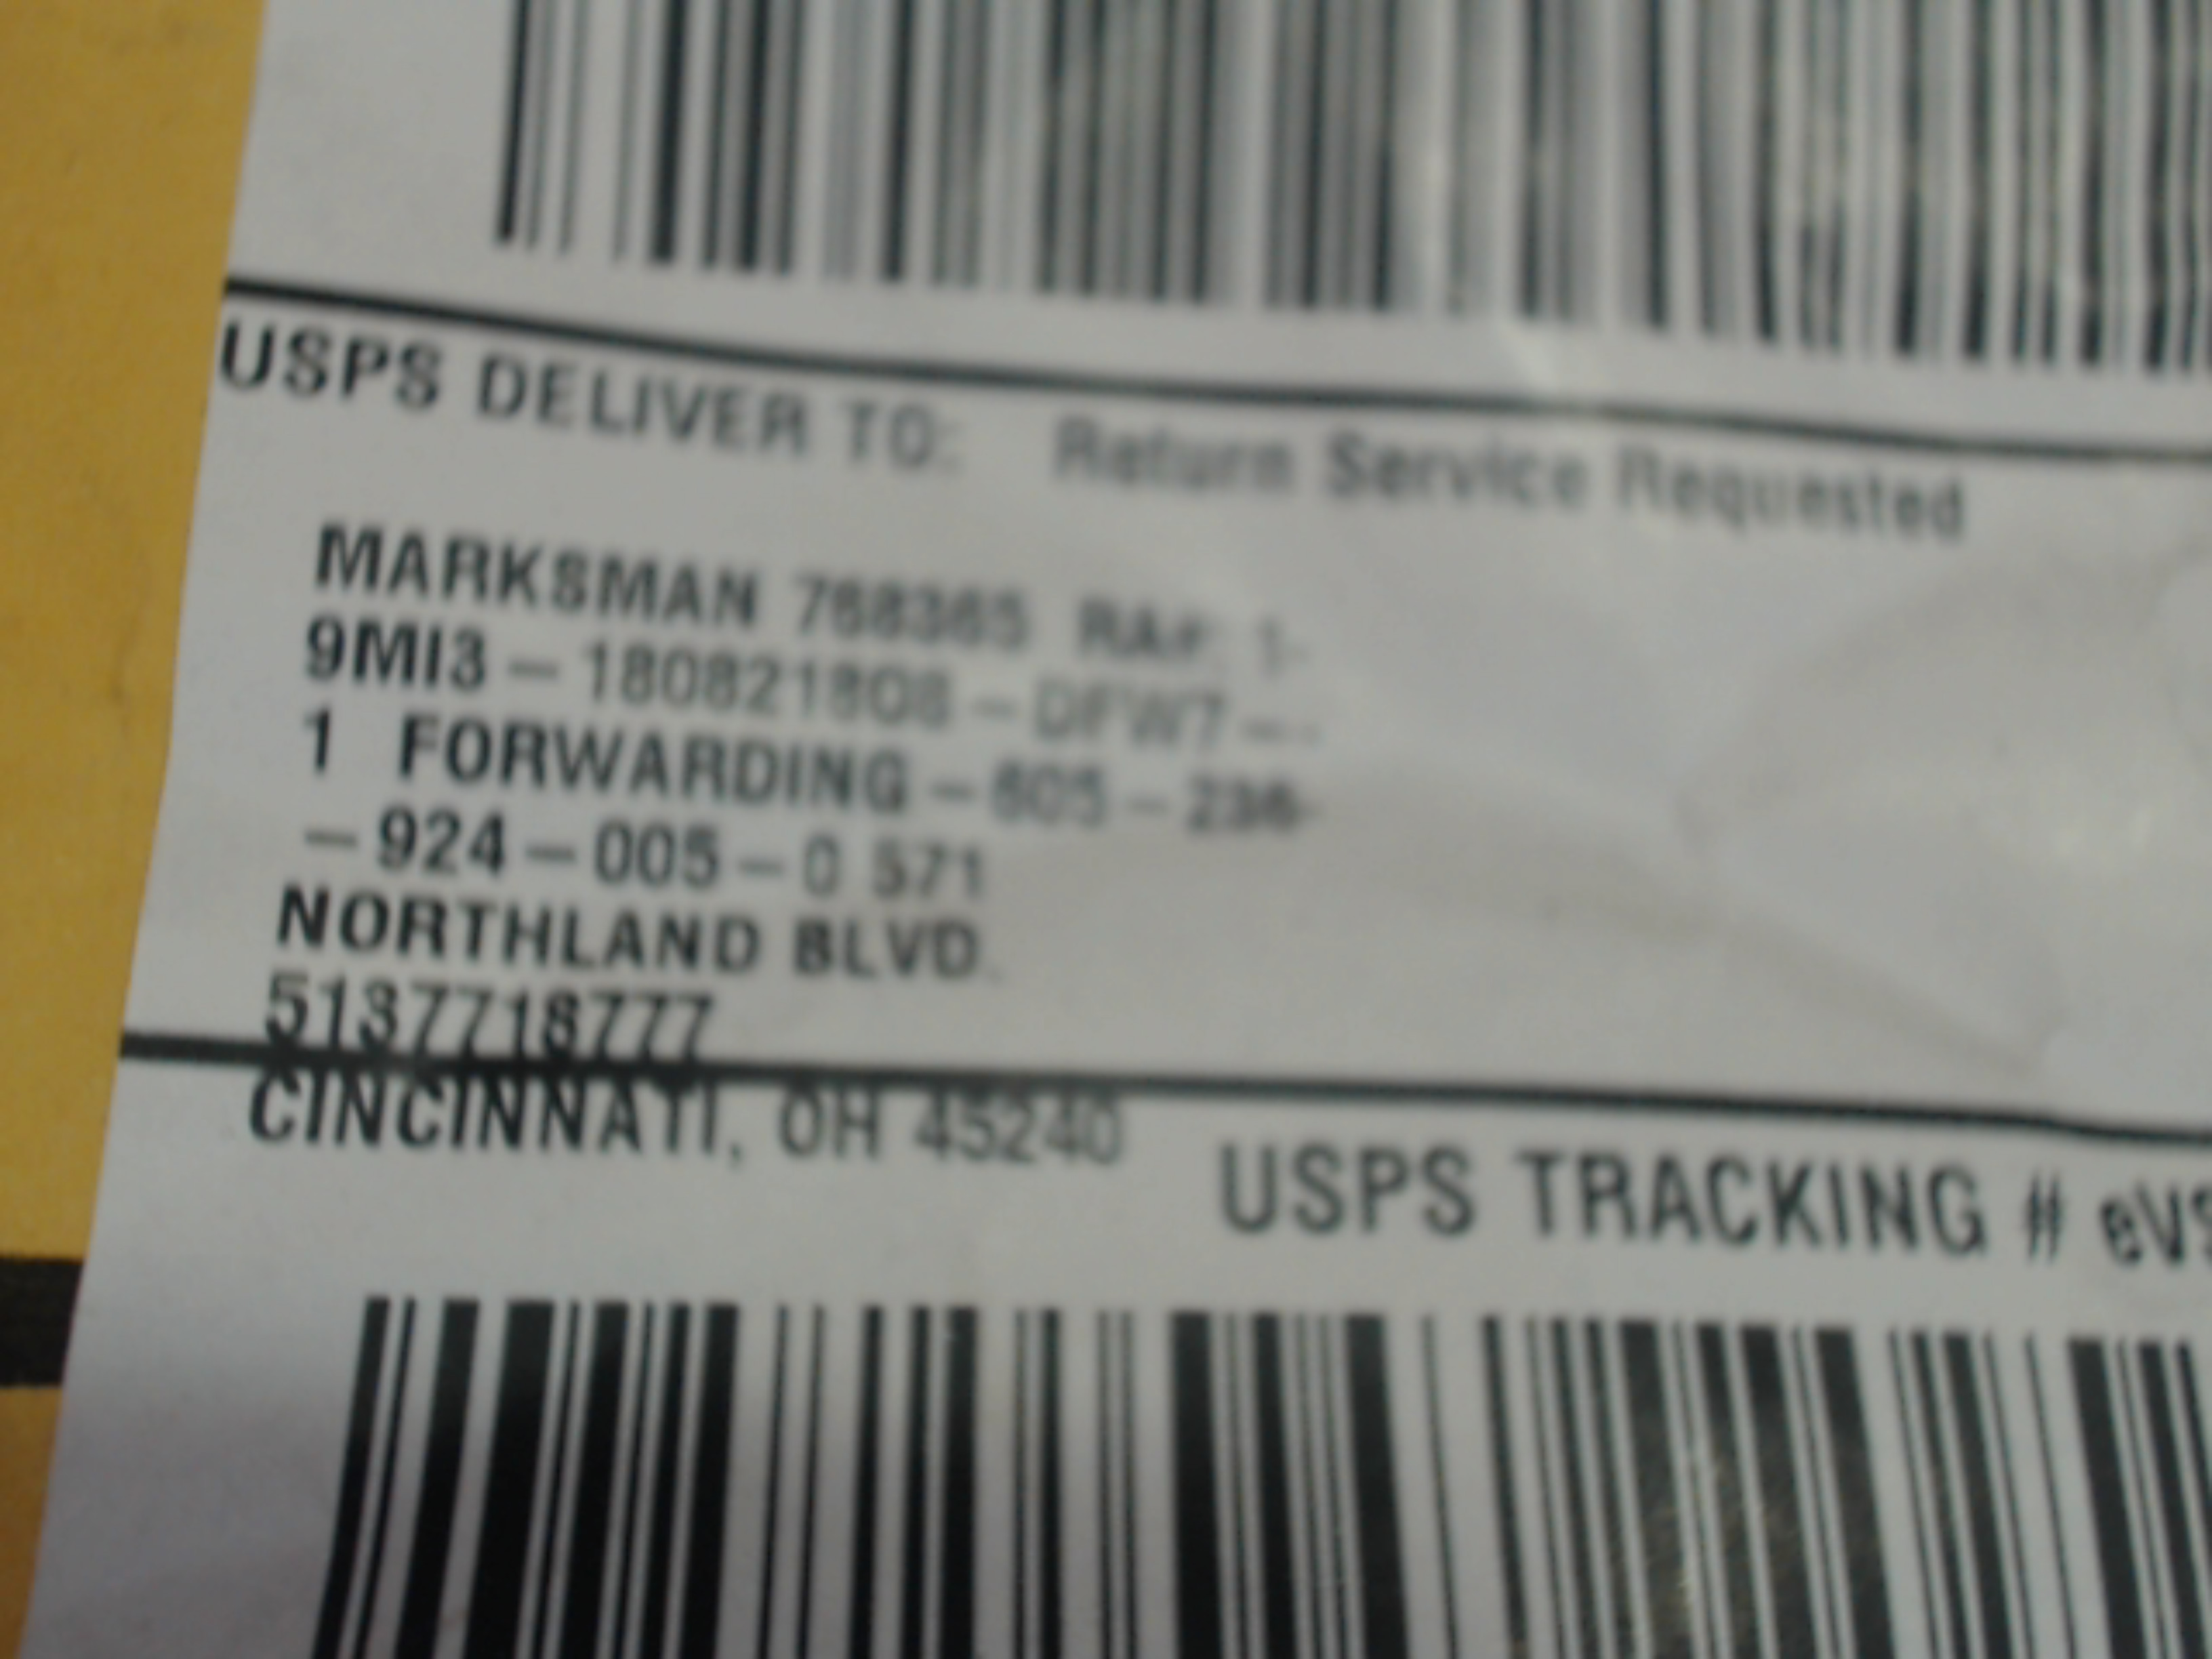 USPS DELIVER TO: Return Service Requested
MARKSMAN 768365 RA#: 1-
9MI3 – 180821808 – DFW7 – -
1 FORWARDING – 605 – 236-
– 924 – 005 – 0 571
NORTHLAND BLVD.
5137718777
CINCINNATI, OH 45240
USPS TRACKING #